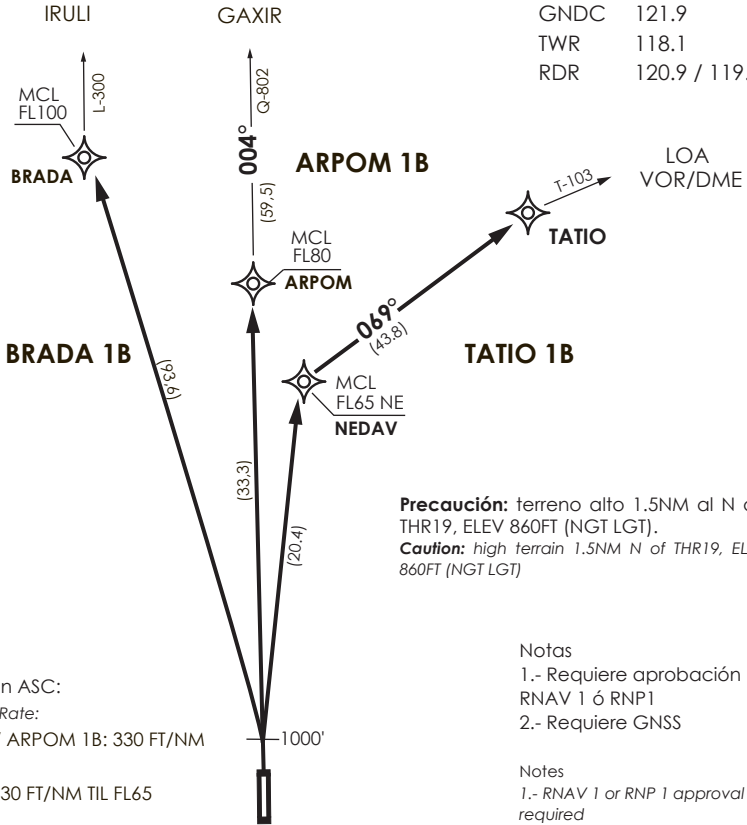 IRULI
GAXIR
GNDC 121.9
TWR 118.1
RDR 120.9 / 119.
MCL
FL100
L-300
Q-802
004°
(59,5)
ARPOM 1B
BRADA
T-103
LOA
VOR/DME
TATIO
MCL
FL80
ARPOM
069°
(43.8)
BRADA 1B
(93,6)
TATIO 1B
MCL
FL65 NE
NEDAV
(33,3)
(20.4)
Precaución: terreno alto 1.5NM al N
THR19, ELEV 860FT (NGT LGT).
Caution: high terrain 1.5NM N of THR19,
860FT (NGT LGT)
Notas
1.- Requiere aprobación
RNAV 1 ó RNP1
2.- Requiere GNSS
n ASC:
Rate:
ARPOM 1B: 330 FT/NM
1000'
30 FT/NM TIL FL65
Notes
1.- RNAV 1 or RNP 1 approval
required